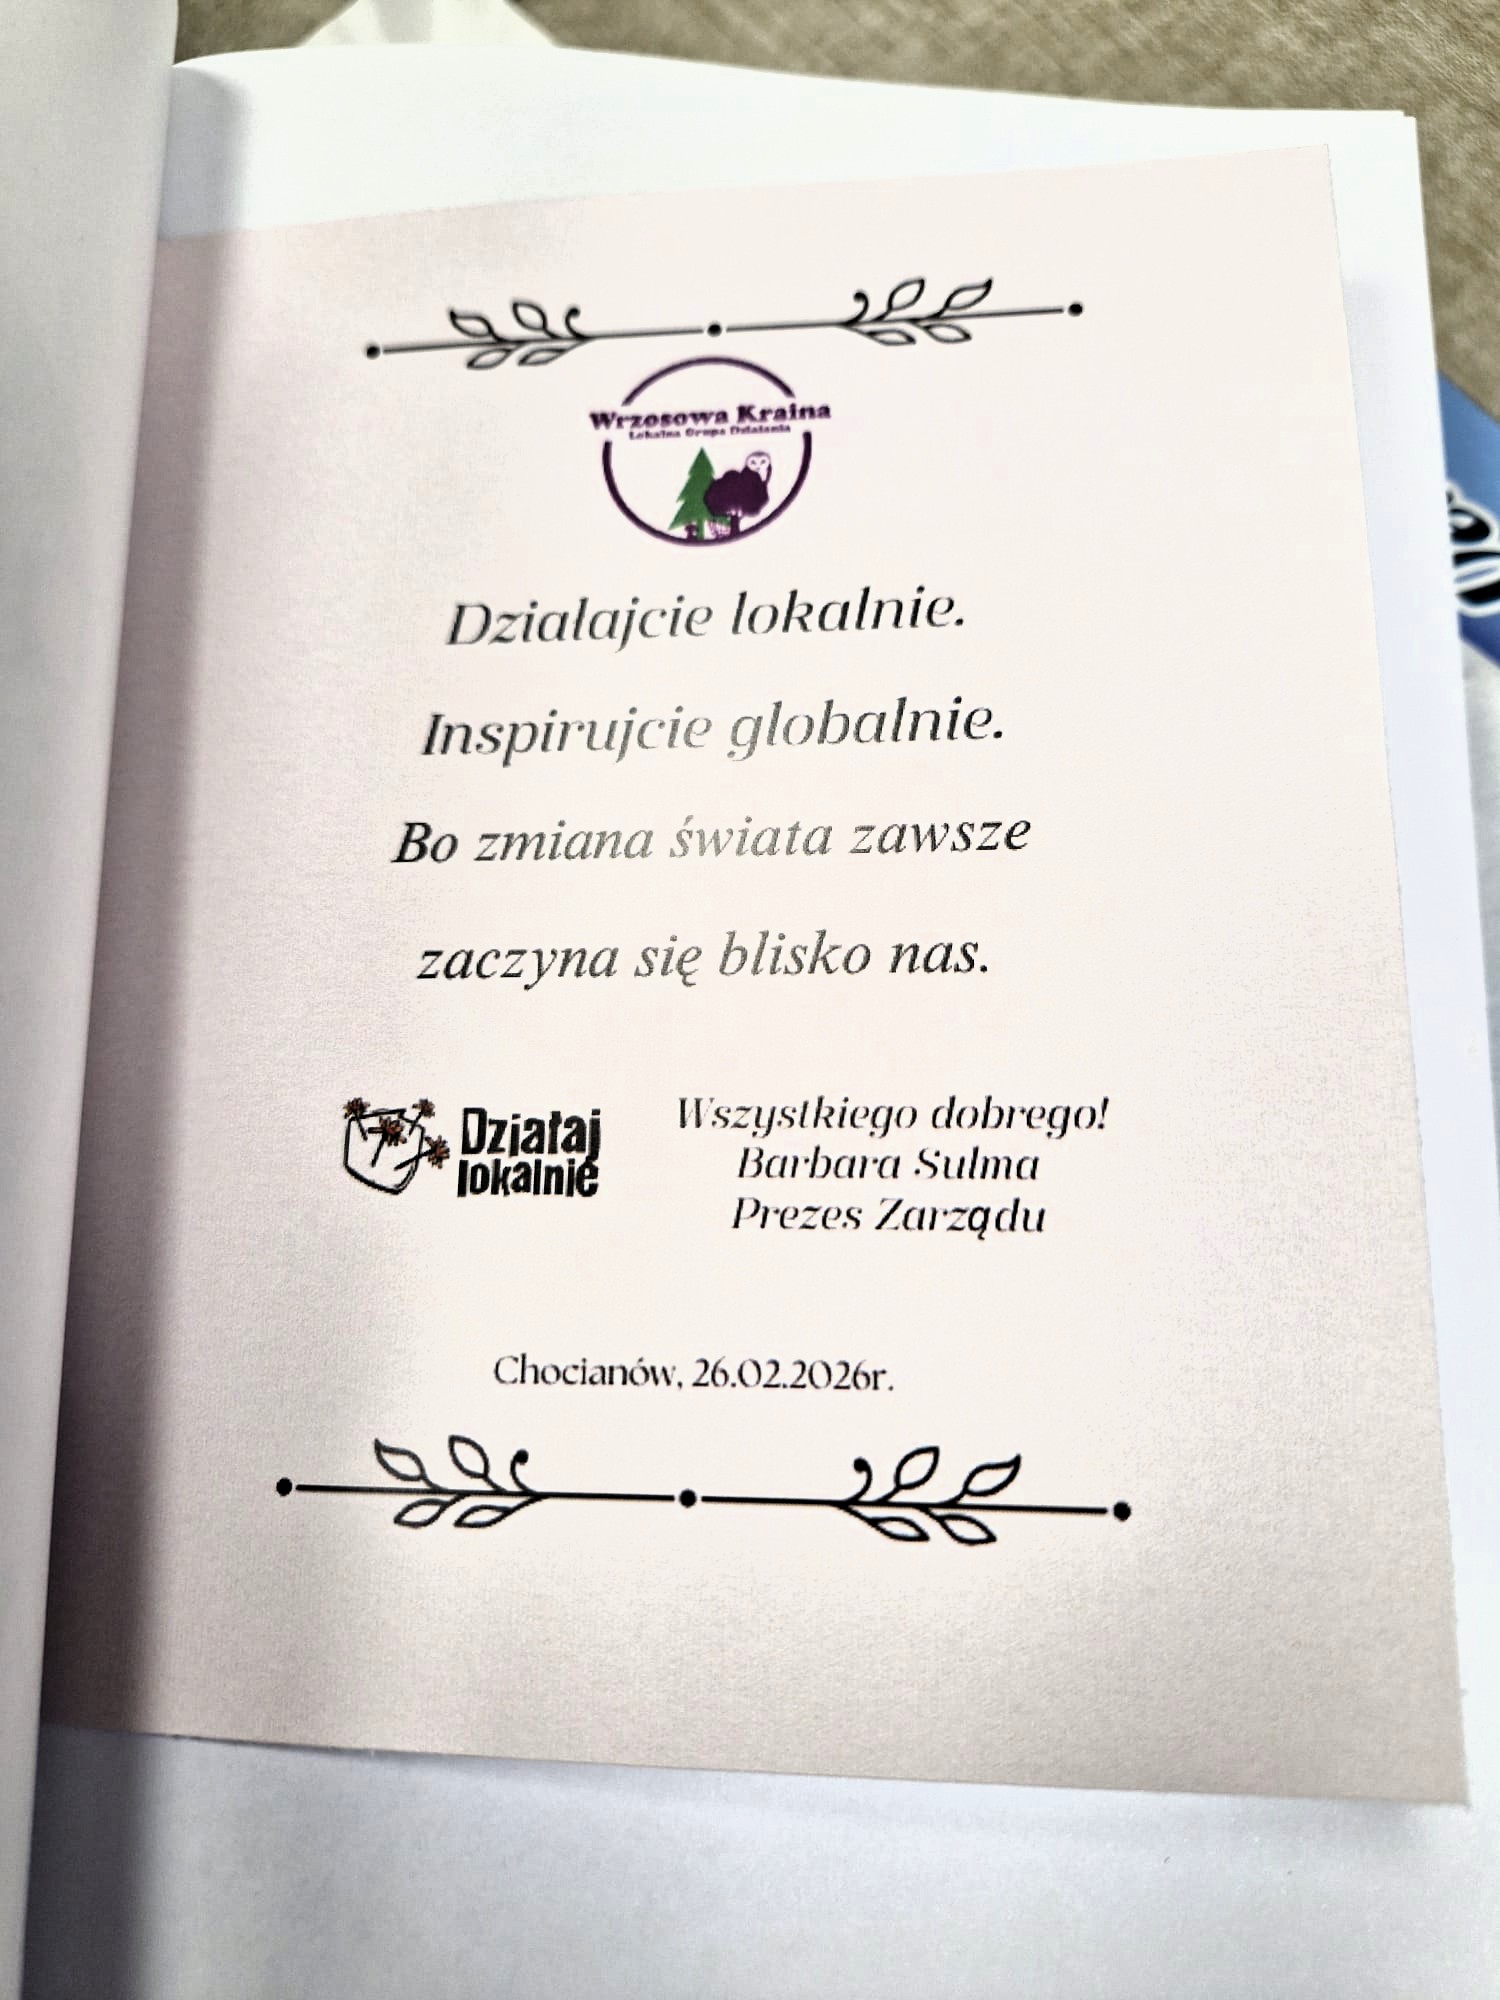 Wrzosowa Kraina
Lokalna Grupa Działania
Działajcie lokalnie.
Inspirujcie globalnie.
Bo zmiana świata zawsze
zaczyna się blisko nas.
Działaj
lokalnie
Wszystkiego dobrego!
Barbara Sulma
Prezes Zarządu
Chocianów, 26.02.2026r.